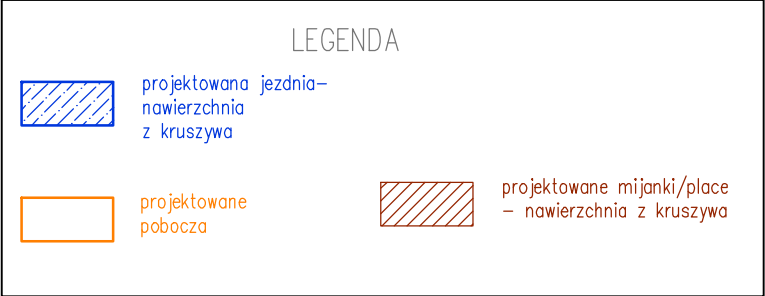 LEGENDA
projektowana jezdnia-
nawierzchnia
z kruszywa
projektowane
pobocza
projektowane mijanki/place
- nawierzchnia z kruszywa